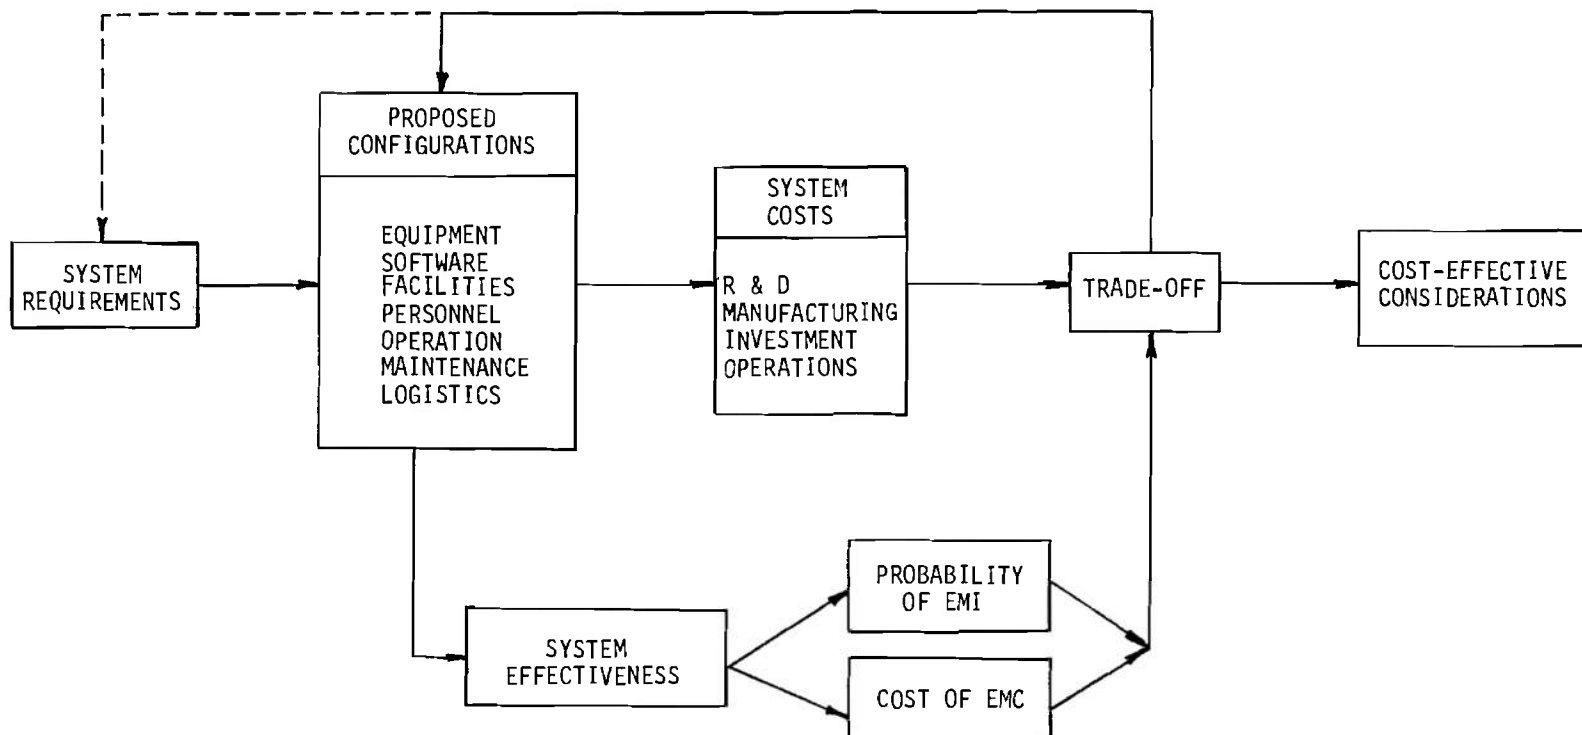 PROPOSED
CONFIGURATIONS
EQUIPMENT
SOFTWARE
FACILITIES
PERSONNEL
OPERATION
MAINTENANCE
LOGISTICS
SYSTEM
REQUIREMENTS
SYSTEM
COSTS
R & D
MANUFACTURING
INVESTMENT
OPERATIONS
TRADE-OFF
COST-EFFECTIVE
CONSIDERATIONS
SYSTEM
EFFECTIVENESS
PROBABILITY
OF EMI
COST OF EMC